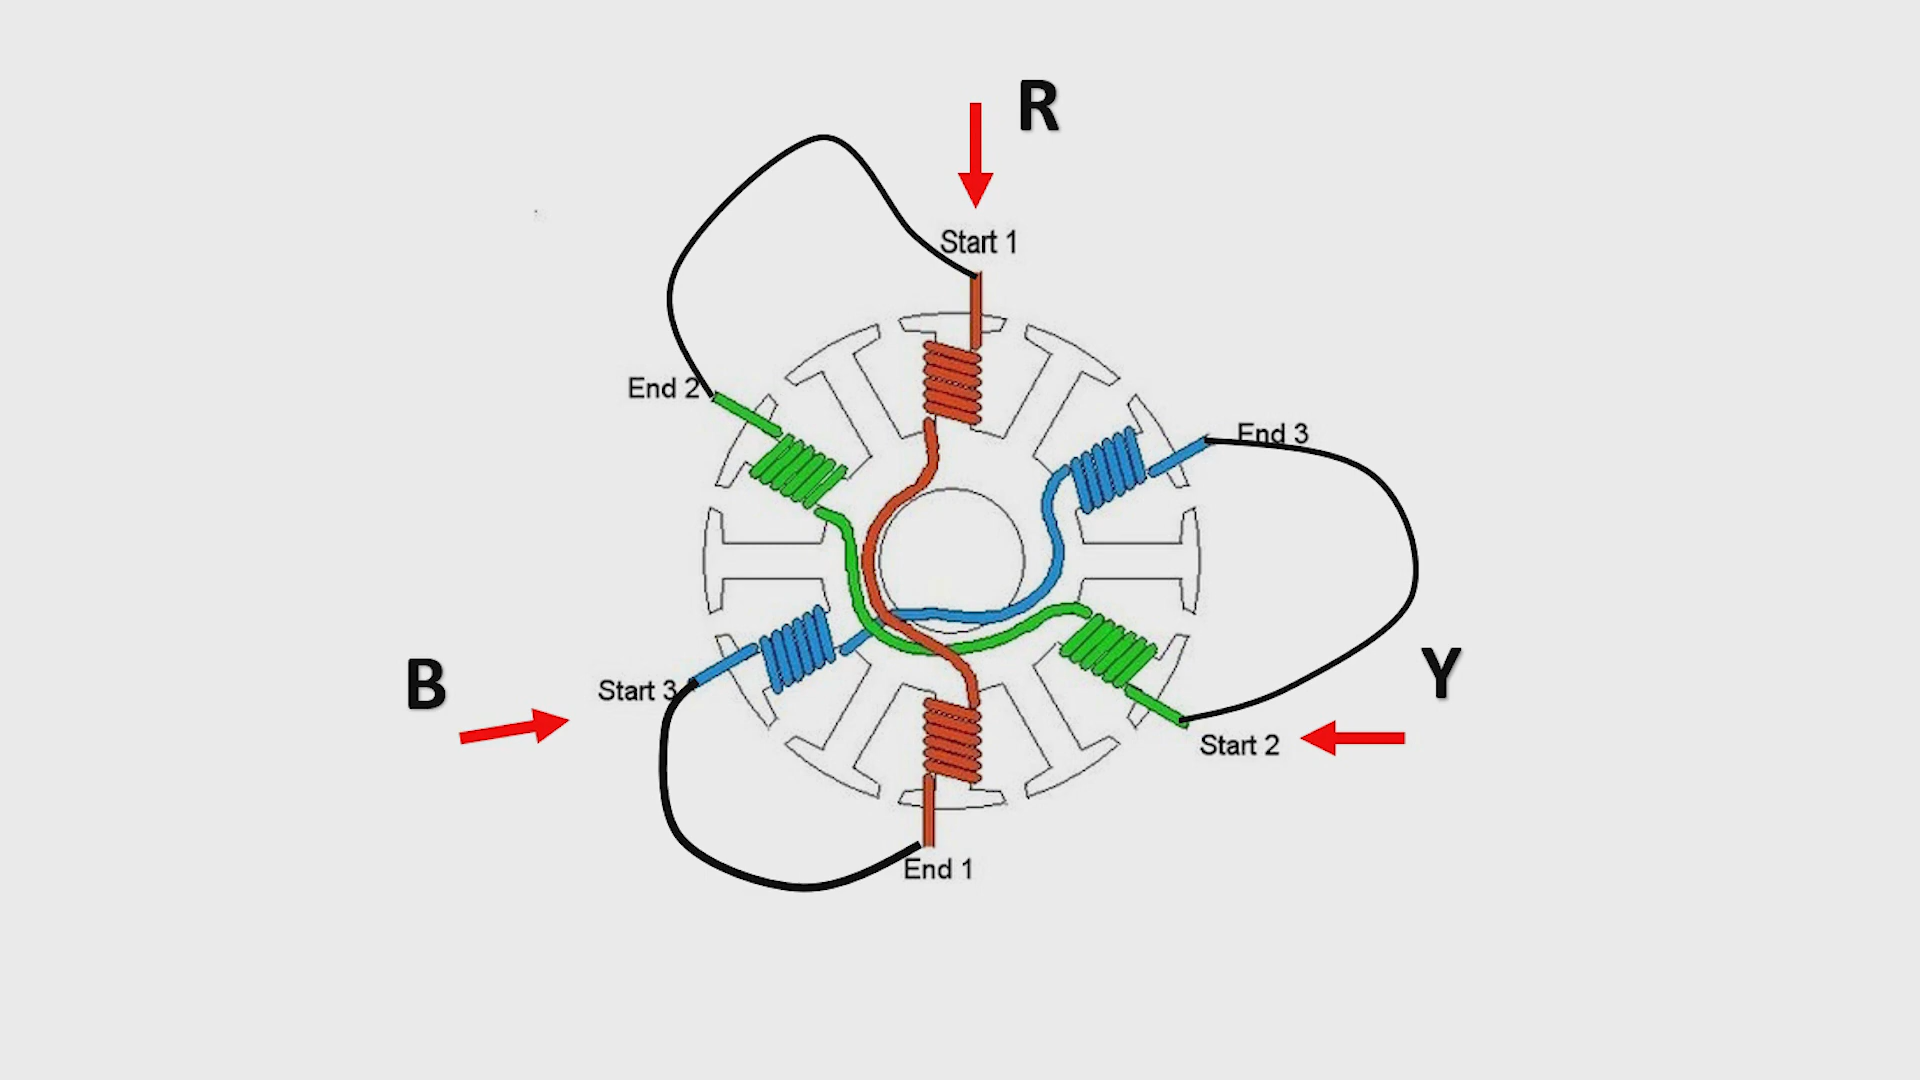 R
Start 1
End 2
End 3
B
Start 3
Y
Start 2
End 1